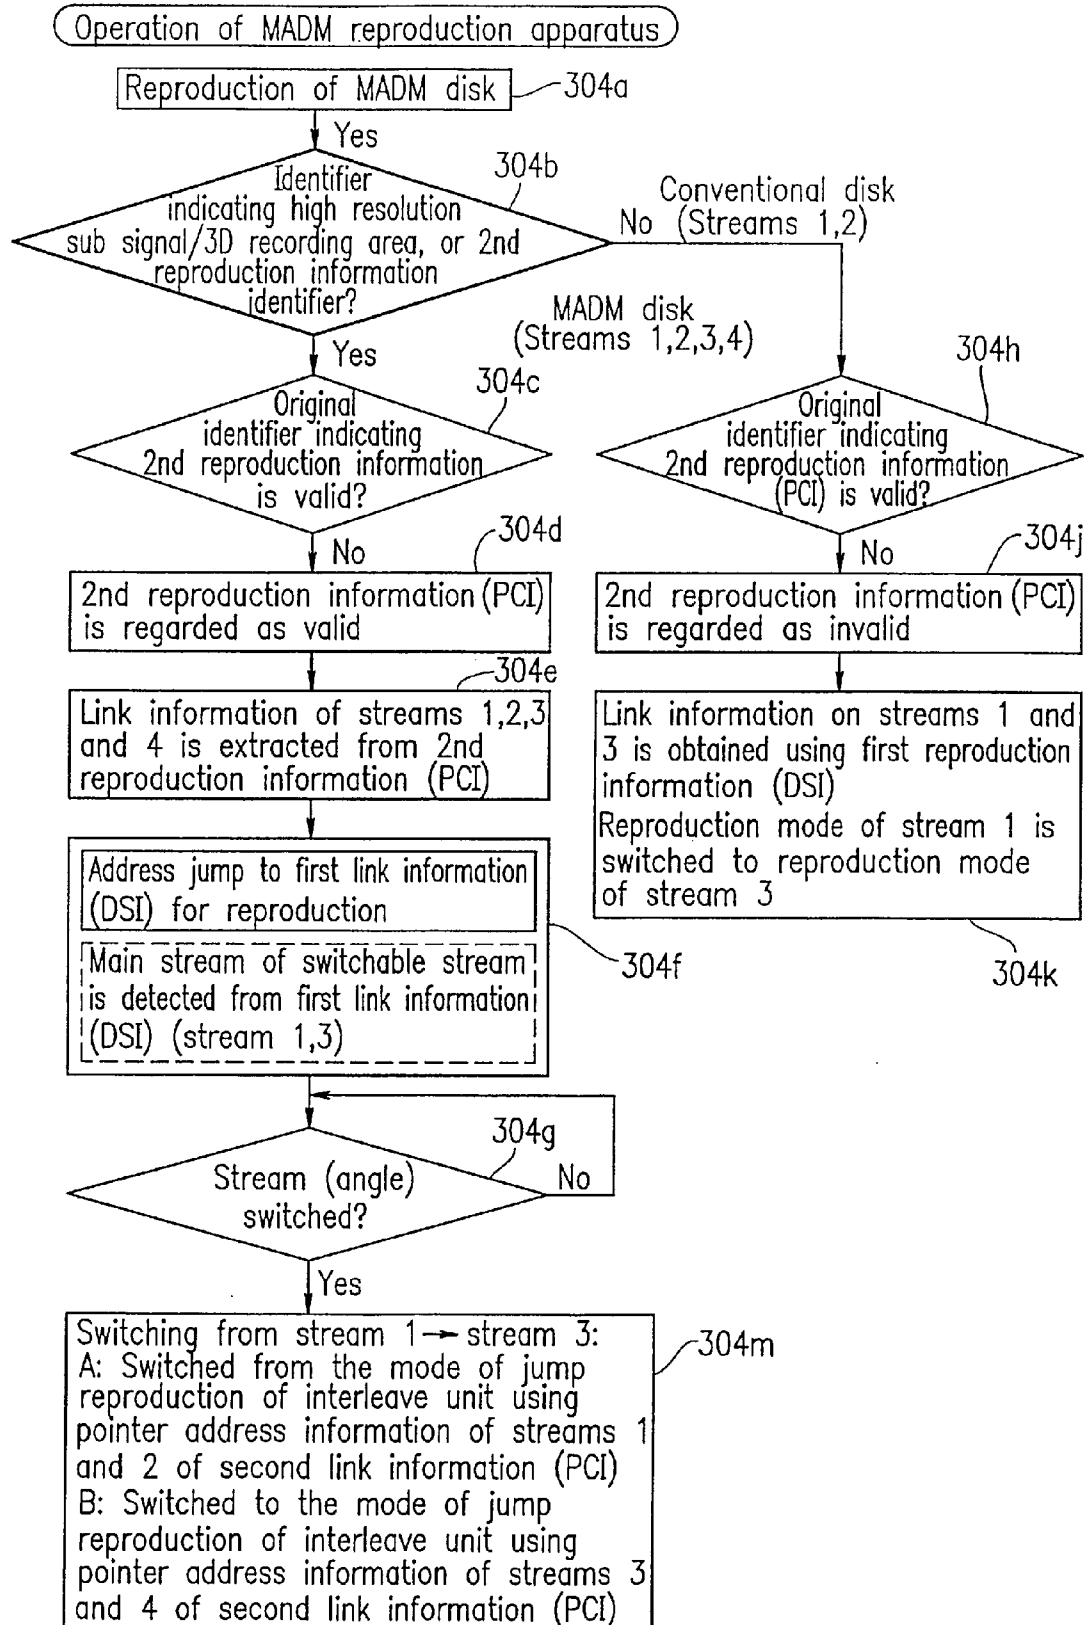 Operation of MADM reproduction apparatus
Reproduction of MADM disk
304a
Yes
304b
Identifier
indicating high resolution
sub signal/3D recording area, or 2nd
reproduction information
identifier?
Conventional disk
No (Streams 1,2)
MADM disk
(Streams 1,2,3,4)
Yes
304c
Original
identifier indicating
2nd reproduction information
is valid?
304h
Original
identifier indicating
2nd reproduction information
(PCI) is valid?
No
304d
2nd reproduction information (PCI)
is regarded as valid
No
304j
2nd reproduction information (PCI)
is regarded as invalid
304e
Link information of streams 1,2,3
and 4 is extracted from 2nd
reproduction information (PCI)
Link information on streams 1 and
3 is obtained using first reproduction
information (DSI)
Reproduction mode of stream 1 is
switched to reproduction mode
of stream 3
304k
Address jump to first link information
(DSI) for reproduction
Main stream of switchable stream
is detected from first link information
(DSI) (stream 1,3)
304f
304g
Stream (angle)
switched?
No
Yes
Switching from stream 1→ stream 3:
A: Switched from the mode of jump
reproduction of interleave unit using
pointer address information of streams 1
and 2 of second link information (PCI)
B: Switched to the mode of jump
reproduction of interleave unit using
pointer address information of streams 3
and 4 of second link information (PCI)
304m